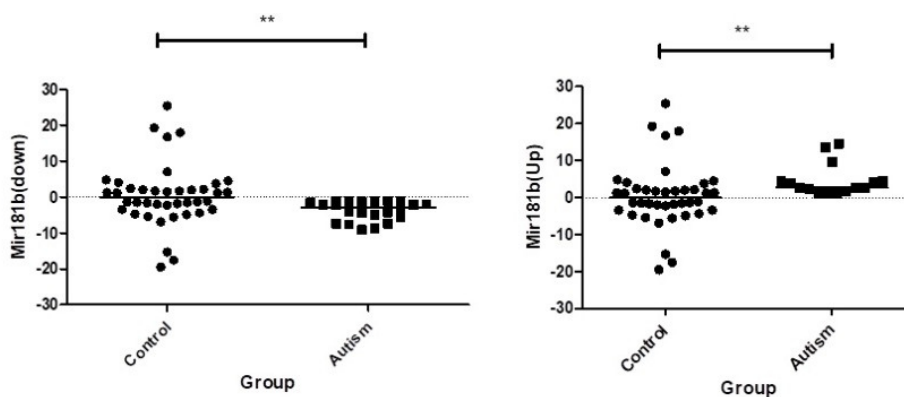 **
Mir181b(down)
30
20
10
0
-10
-20
-30
Control
Autism
Group
**
Mir181b(Up)
30
20
10
0
-10
-20
-30
Control
Autism
Group